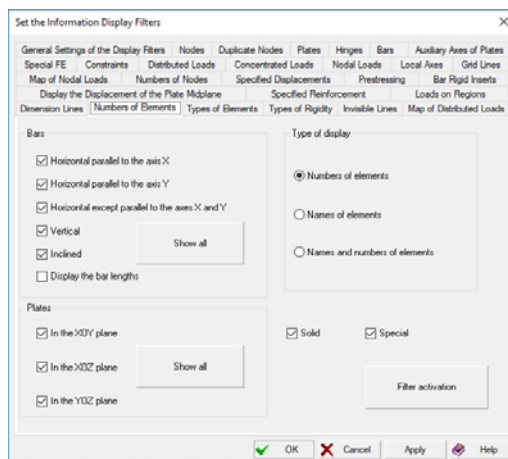 Set the Information Display Filters
General Settings of the Display Filters Nodes Duplicate Nodes Plates Hinges Bars Auxiliary Axes of Plates
Special FE Constraints Distributed Loads Concentrated Loads Nodal Loads Local Axes Grid Lines
Map of Nodal Loads Numbers of Nodes Specified Displacements Prestressing Bar Rigid Inserts
Display the Displacement of the Plate Midplane Specified Reinforcement Loads on Regions
Dimension Lines Numbers of Elements Types of Elements Types of Rigidity Invisible Lines Map of Distributed Loads
Bars
Horizontal parallel to the axis X
Horizontal parallel to the axis Y
Horizontal except parallel to the axes X and Y
Vertical
Inclined
Show all
Display the bar lengths
Type of display
Numbers of elements
Names of elements
Names and numbers of elements
Plates
In the XOY plane
In the XOZ plane
In the YOZ plane
Show all
Solid Special
Filter activation
OK Cancel Apply Help